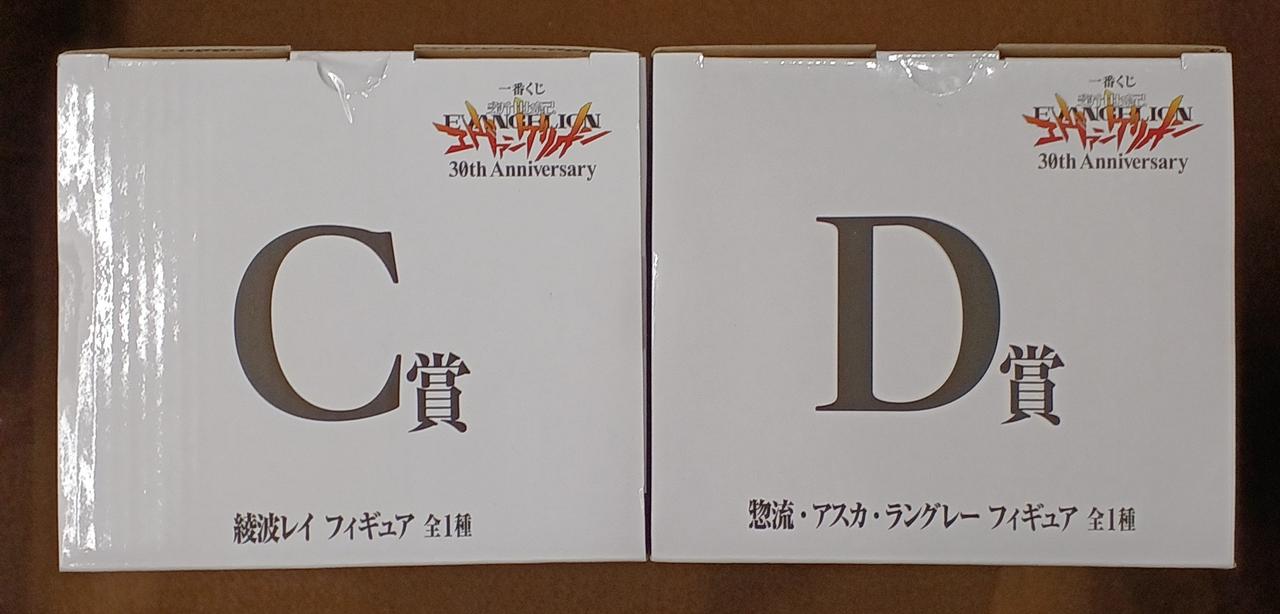 一番くじ
新世紀
EVANGELION
エヴァンゲリオン
30th Anniversary
C賞
綾波レイ フィギュア 全1種
一番くじ
新世紀
EVANGELION
エヴァンゲリオン
30th Anniversary
D賞
惣流・アスカ・ラングレー フィギュア 全1種